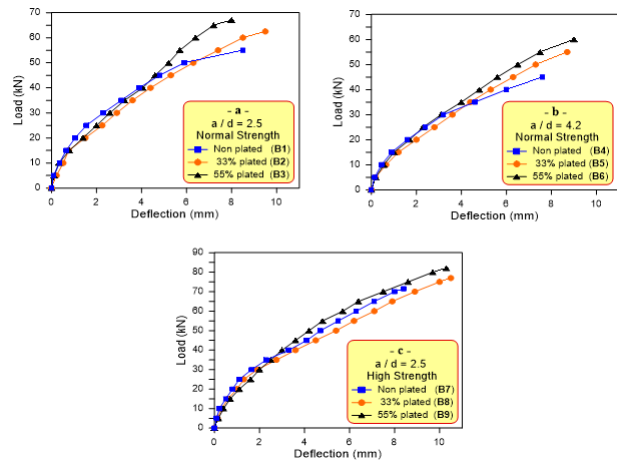 80
70
60
50
40
30
20
10
0
Load (kN)
0 2 4 6 8 10
Deflection (mm)
- a -
a / d = 2.5
Normal Strength
Non plated (B1)
33% plated (B2)
55% plated (B3)
70
60
50
40
30
20
10
0
Load (kN)
0 2 4 6 8 10
Deflection (mm)
- b -
a / d = 4.2
Normal Strength
Non plated (B4)
33% plated (B5)
55% plated (B6)
90
80
70
60
50
40
30
20
10
0
Load (kN)
0 2 4 6 8 10
Deflection (mm)
- c -
a / d = 2.5
High Strength
Non plated (B7)
33% plated (B8)
55% plated (B9)